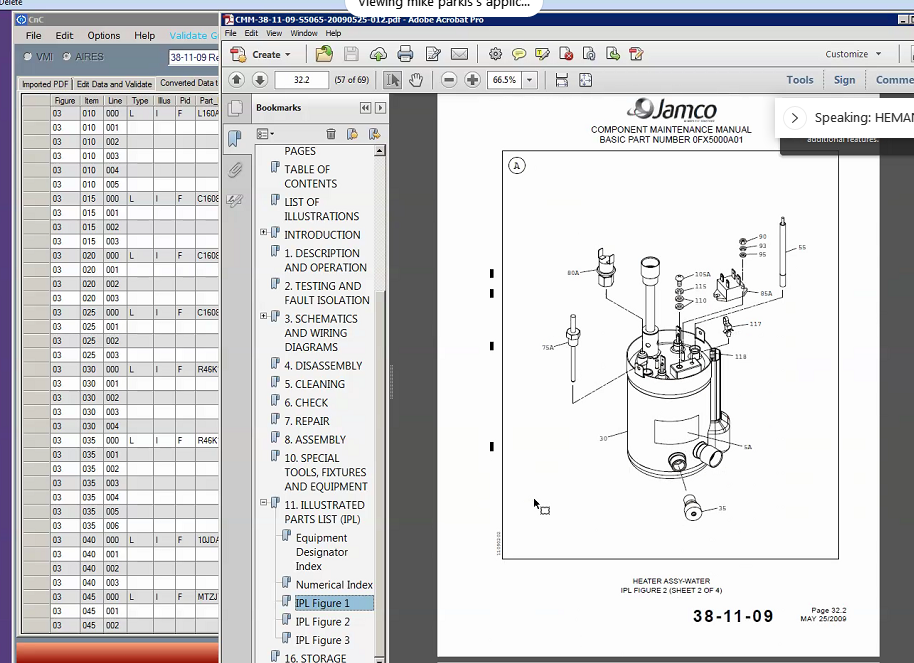 Delete
Viewing mike parkis's applic...
CnC
CMM-38-11-09-S5065-20090525-012.pdf - Adobe Acrobat Pro
File Edit Options Help Validate G
File Edit View Window Help
VMI AIRES 38-11-09 Re
Create Customize
32.2 (57 of 69) 66.5% Tools Sign Comme
Imported PDF Edit Data and Validate Converted Data t
Figure Item Line Type Illus Pid Part_
03 010 000 L I F L160A
03 010 001
03 010 002
03 010 003
03 010 004
03 010 005
03 015 000 L I F C1608
03 015 001
03 015 002
03 015 003
03 020 000 L I F C1608
03 020 001
03 020 002
03 020 003
03 025 000 L I F C1608
03 025 001
03 025 002
03 025 003
03 030 000 L I F R46K
03 030 001
03 030 002
03 030 003
03 030 004
03 035 000 L I F R46K
03 035 001
03 035 002
03 035 003
03 035 004
03 035 005
03 035 006
03 040 000 L I F 10JDA
03 040 001
03 040 002
03 040 003
03 045 000 L I F MTZJ
03 045 001
03 045 002
Bookmarks
PAGES
TABLE OF
CONTENTS
LIST OF
ILLUSTRATIONS
INTRODUCTION
1. DESCRIPTION
AND OPERATION
2. TESTING AND
FAULT ISOLATION
3. SCHEMATICS
AND WIRING
DIAGRAMS
4. DISASSEMBLY
5. CLEANING
6. CHECK
7. REPAIR
8. ASSEMBLY
10. SPECIAL
TOOLS, FIXTURES
AND EQUIPMENT
11. ILLUSTRATED
PARTS LIST (IPL)
Equipment
Designator
Index
Numerical Index
IPL Figure 1
IPL Figure 2
IPL Figure 3
16. STORAGE
Jamco
COMPONENT MAINTENANCE MANUAL
BASIC PART NUMBER 0FX5000A01
Speaking: HEMAN
additional features.
A
90
93
95
55
80A
105A
115
110
85A
117
75A
118
30
5A
35
HEATER ASSY-WATER
IPL FIGURE 2 (SHEET 2 OF 4)
38-11-09
Page 32.2
MAY 25/2009